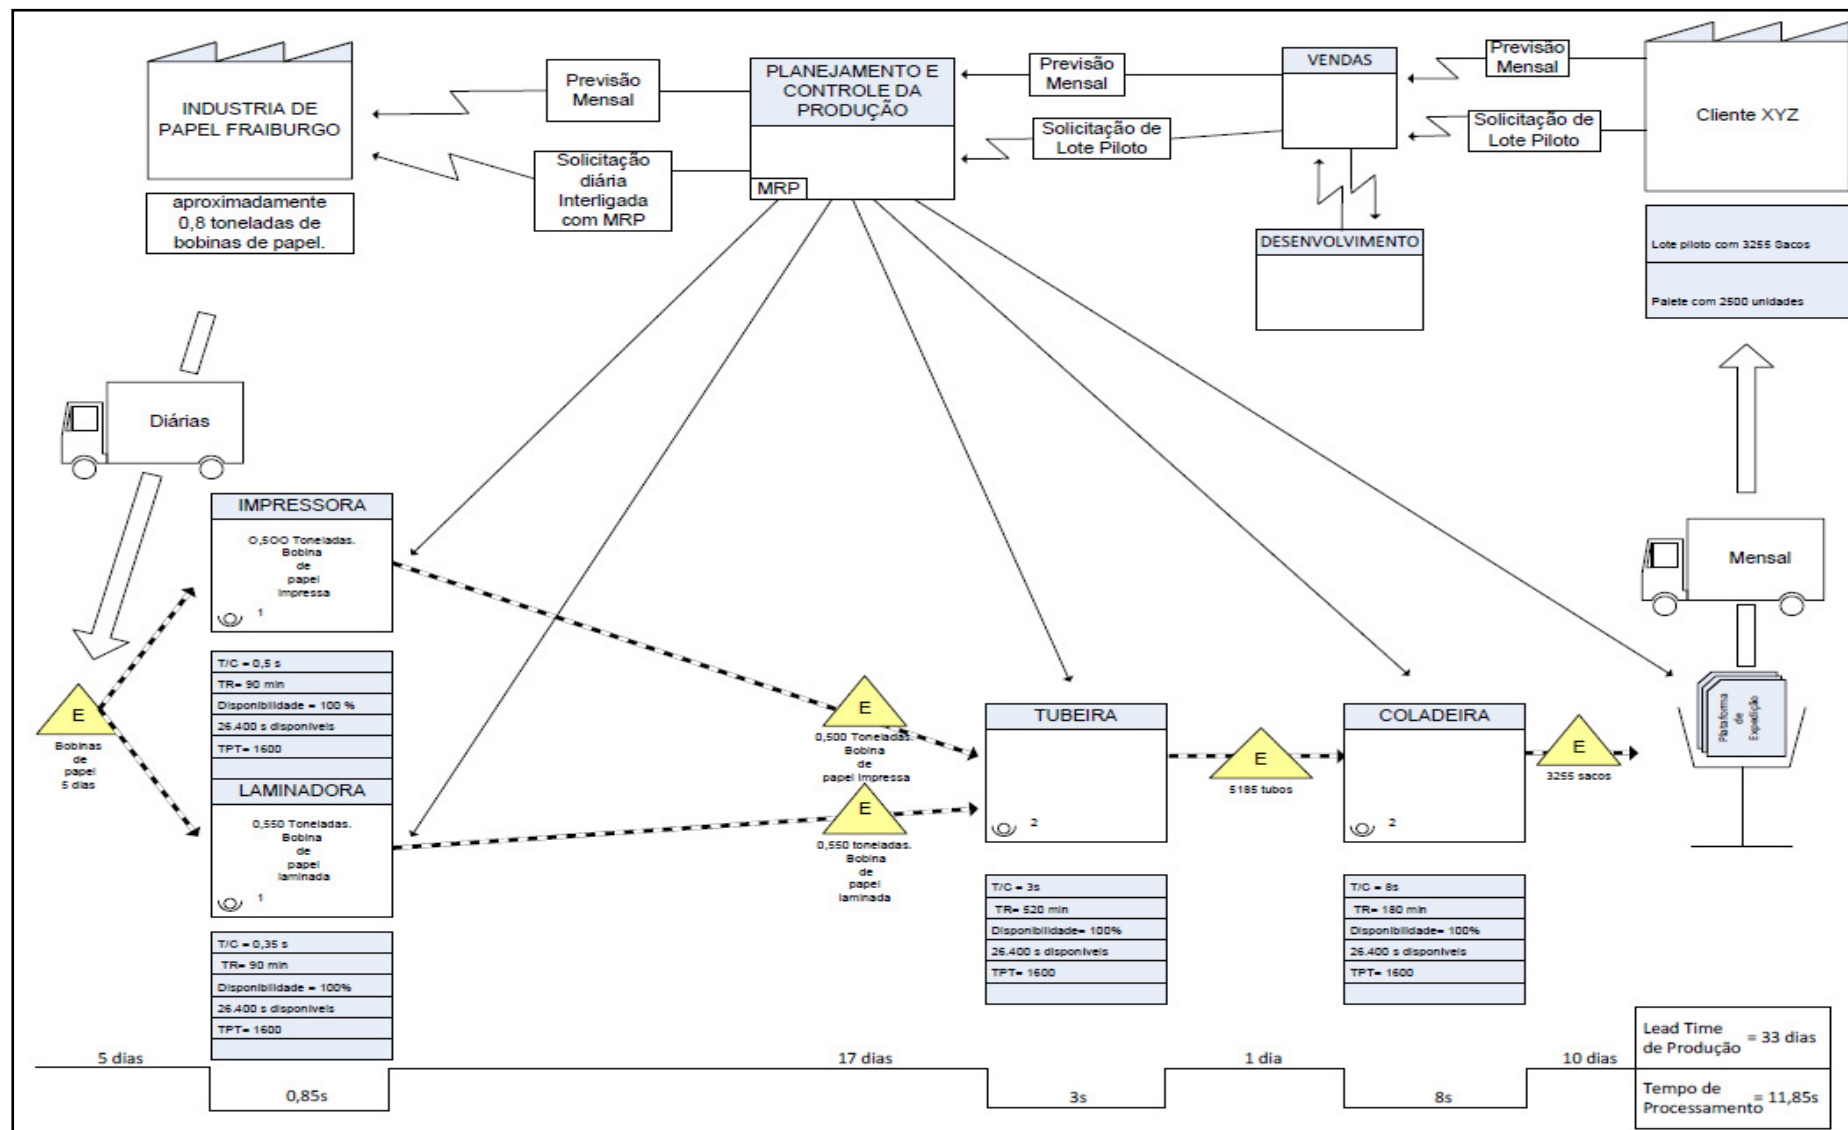 INDUSTRIA DE
PAPEL FRAIBURGO
aproximadamente
0,8 toneladas de
bobinas de papel.
Previsão
Mensal
Solicitação
diária
Interligada
com MRP
PLANEJAMENTO E
CONTROLE DA
PRODUÇÃO
MRP
Previsão
Mensal
Solicitação de
Lote Piloto
VENDAS
DESENVOLVIMENTO
Previsão
Mensal
Solicitação de
Lote Piloto
Cliente XYZ
Lote piloto com 3255 Sacos
Palete com 2500 unidades
Diárias
Mensal
E
Bobinas
de
papel
5 dias
IMPRESSORA
0,500 Toneladas.
Bobina
de
papel
impressa
1
T/C = 0,5 s
TR= 90 min
Disponibilidade = 100 %
26.400 s disponíveis
TPT= 1600
LAMINADORA
0,550 Toneladas.
Bobina
de
papel
laminada
1
T/C = 0,35 s
TR= 90 min
Disponibilidade = 100%
26.400 s disponíveis
TPT= 1600
E
0,500 Toneladas.
Bobina
de
papel impressa
E
0,550 toneladas.
Bobina
de
papel
laminada
TUBEIRA
2
T/C = 3s
TR= 520 min
Disponibilidade= 100%
26.400 s disponíveis
TPT= 1600
E
5185 tubos
COLADEIRA
2
T/C = 8s
TR= 180 min
Disponibilidade= 100%
26.400 s disponíveis
TPT= 1600
E
3255 sacos
Plataforma
de
Expedição
5 dias
0,85s
17 dias
3s
1 dia
8s
10 dias
Lead Time
de Produção = 33 dias
Tempo de
Processamento = 11,85s